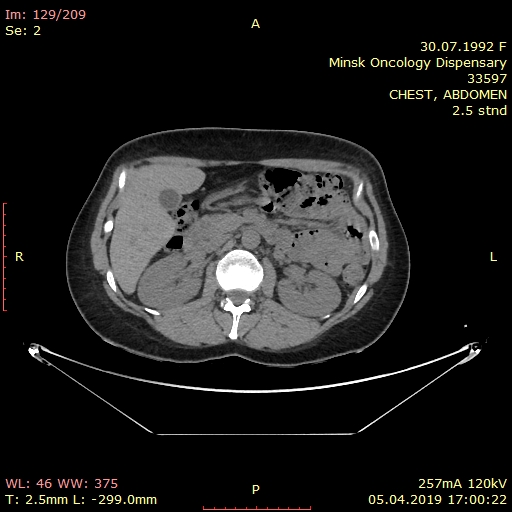 Im: 129/209
Se: 2
A
30.07.1992 F
Minsk Oncology Dispensary
33597
CHEST, ABDOMEN
2.5 stnd
R
L
WL: 46 WW: 375
T: 2.5mm L: -299.0mm
P
257mA 120kV
05.04.2019 17:00:22